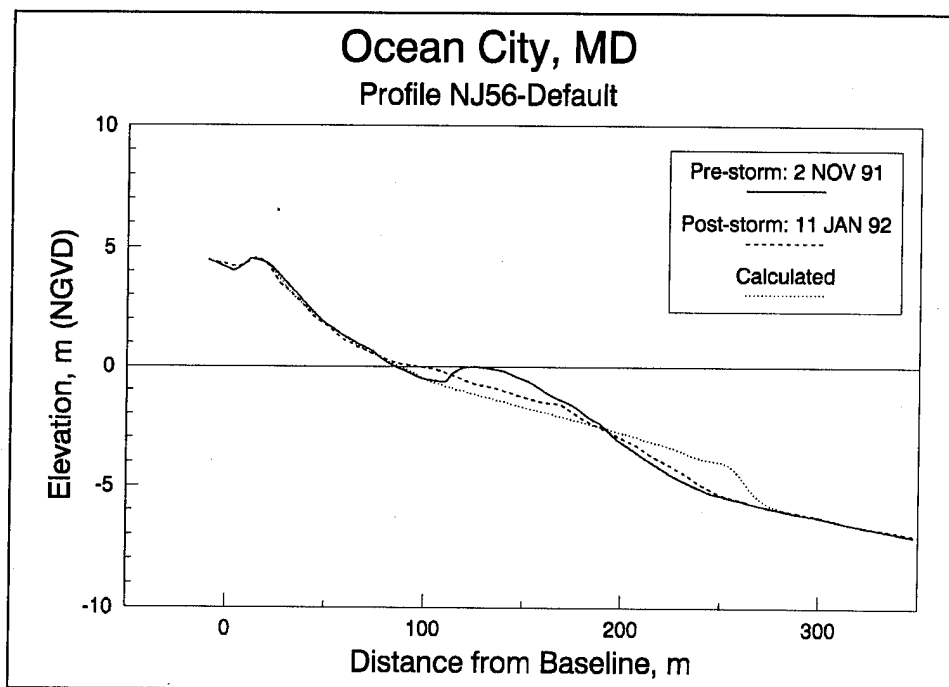 Ocean City, MD
Profile NJ56-Default
10
5
0
-5
-10
Elevation, m (NGVD)
Pre-storm: 2 NOV 91
Post-storm: 11 JAN 92
Calculated
0
100
200
300
Distance from Baseline, m